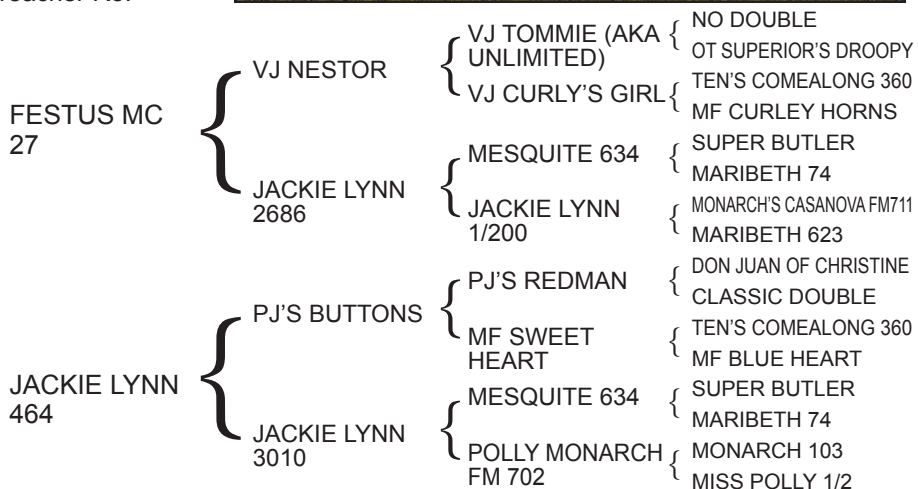 FESTUS MC
27
VJ NESTOR
VJ TOMMIE (AKA
UNLIMITED)
NO DOUBLE
OT SUPERIOR'S DROOPY
VJ CURLY'S GIRL
TEN'S COMEALONG 360
MF CURLEY HORNS
JACKIE LYNN
2686
MESQUITE 634
SUPER BUTLER
MARIBETH 74
JACKIE LYNN
1/200
MONARCH'S CASANOVA FM711
MARIBETH 623
JACKIE LYNN
464
PJ'S BUTTONS
PJ'S REDMAN
DON JUAN OF CHRISTINE
CLASSIC DOUBLE
MF SWEET
HEART
TEN'S COMEALONG 360
MF BLUE HEART
JACKIE LYNN
3010
MESQUITE 634
SUPER BUTLER
MARIBETH 74
POLLY MONARCH
FM 702
MONARCH 103
MISS POLLY 1/2